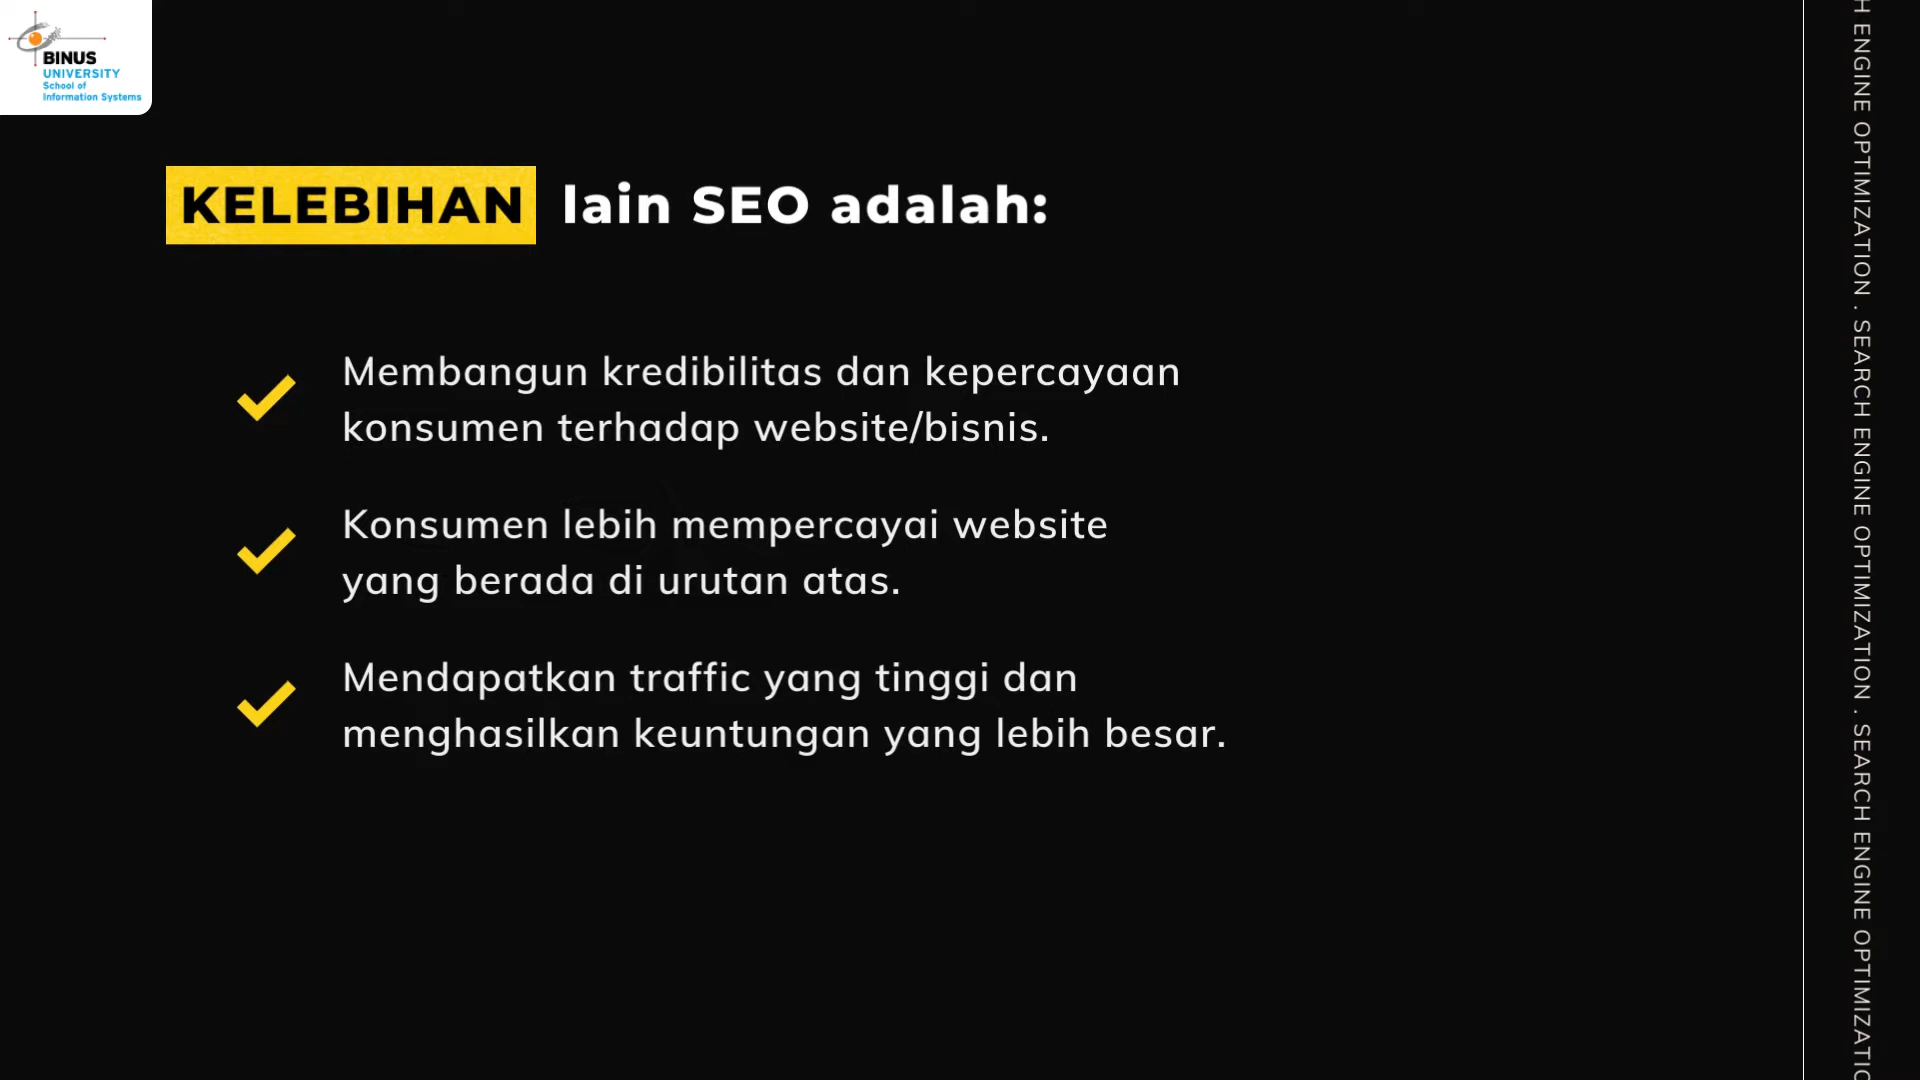 BINUS
UNIVERSITY
School of
Information Systems
KELEBIHAN lain SEO adalah:
Membangun kredibilitas dan kepercayaan
konsumen terhadap website/bisnis.
Konsumen lebih mempercayai website
yang berada di urutan atas.
Mendapatkan traffic yang tinggi dan
menghasilkan keuntungan yang lebih besar.
H ENGINE OPTIMIZATION . SEARCH ENGINE OPTIMIZATION . SEARCH ENGINE OPTIMIZATIO